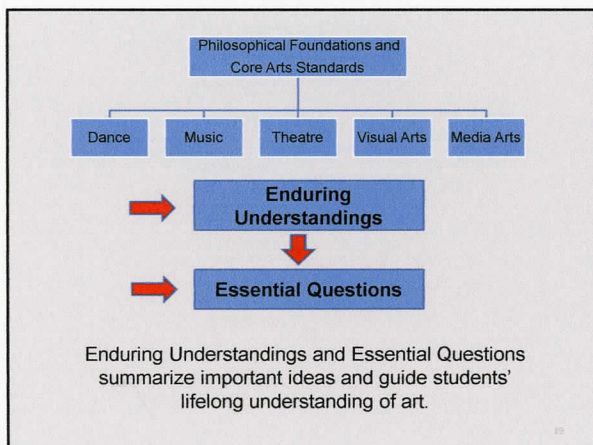 Philosophical Foundations and
Core Arts Standards
Dance
Music
Theatre
Visual Arts
Media Arts
Enduring
Understandings
Essential Questions
Enduring Understandings and Essential Questions
summarize important ideas and guide students'
lifelong understanding of art.